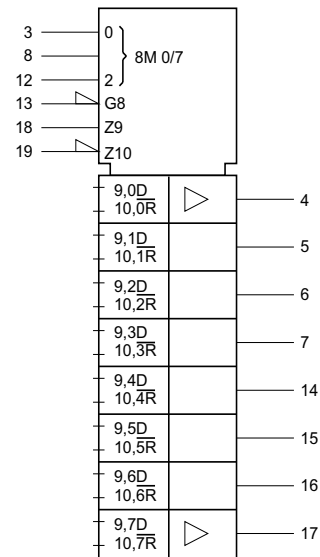 3 0
8 8M 0/7
12 2
13 G8
18 Z9
19 Z10
9,0D
10,0R 4
9,1D
10,1R 5
9,2D
10,2R 6
9,3D
10,3R 7
9,4D
10,4R 14
9,5D
10,5R 15
9,6D
10,6R 16
9,7D
10,7R 17